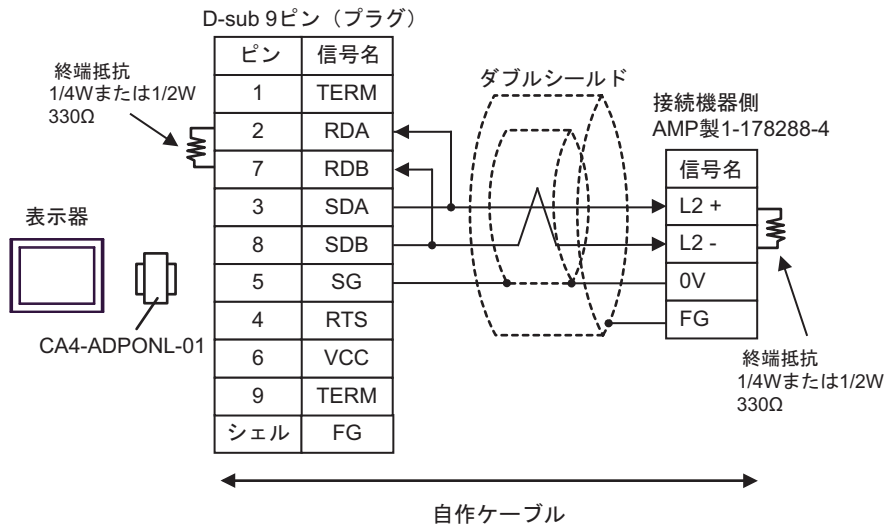 D-sub 9ピン（プラグ）
ピン 信号名
1 TERM
2 RDA
7 RDB
3 SDA
8 SDB
5 SG
4 RTS
6 VCC
9 TERM
シェル FG
終端抵抗
1/4Wまたは1/2W
330Ω
表示器
CA4-ADPONL-01
ダブルシールド
接続機器側
AMP製1-178288-4
信号名
L2 +
L2 -
0V
FG
終端抵抗
1/4Wまたは1/2W
330Ω
自作ケーブル